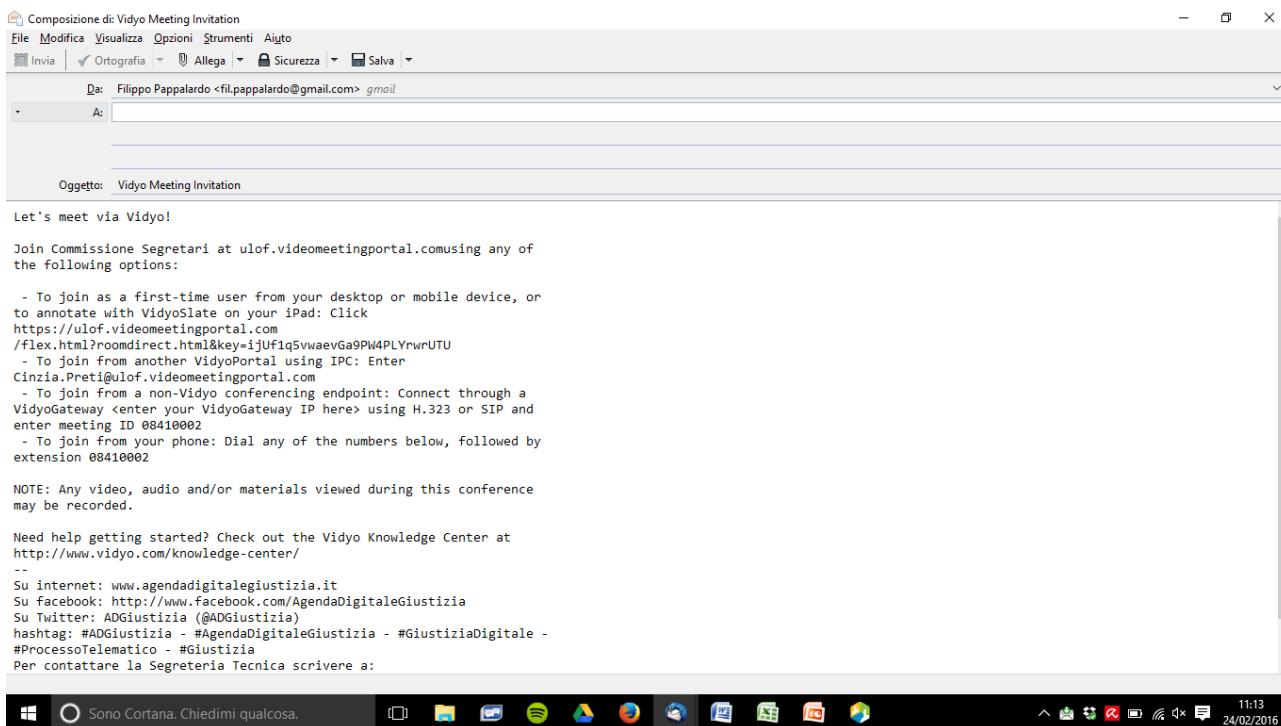 Composizione di: Vidyo Meeting Invitation
File Modifica Visualizza Opzioni Strumenti Aiuto
Invia Ortografia Allega Sicurezza Salva
Da: Filippo Pappalardo <fil.pappalardo@gmail.com> gmail
A:
Oggetto: Vidyo Meeting Invitation
Let's meet via Vidyo!
Join Commissione Segretari at ulof.videomeetingportal.comusing any of
the following options:
- To join as a first-time user from your desktop or mobile device, or
to annotate with VidyoSlate on your iPad: Click
https://ulof.videomeetingportal.com
/flex.html?roomdirect.html&key=ijUf1q5vwaevGa9PW4PLYrwrUTU
- To join from another VidyoPortal using IPC: Enter
Cinzia.Preti@ulof.videomeetingportal.com
- To join from a non-Vidyo conferencing endpoint: Connect through a
VidyoGateway <enter your VidyoGateway IP here> using H.323 or SIP and
enter meeting ID 08410002
- To join from your phone: Dial any of the numbers below, followed by
extension 08410002
NOTE: Any video, audio and/or materials viewed during this conference
may be recorded.
Need help getting started? Check out the Vidyo Knowledge Center at
http://www.vidyo.com/knowledge-center/
--
Su internet: www.agendadigitalegiustizia.it
Su facebook: http://www.facebook.com/AgendaDigitaleGiustizia
Su Twitter: ADGiustizia (@ADGiustizia)
hashtag: #ADGiustizia - #AgendaDigitaleGiustizia - #GiustiziaDigitale -
#ProcessoTelematico - #Giustizia
Per contattare la Segreteria Tecnica scrivere a:
Sono Cortana. Chiedimi qualcosa.
11:13